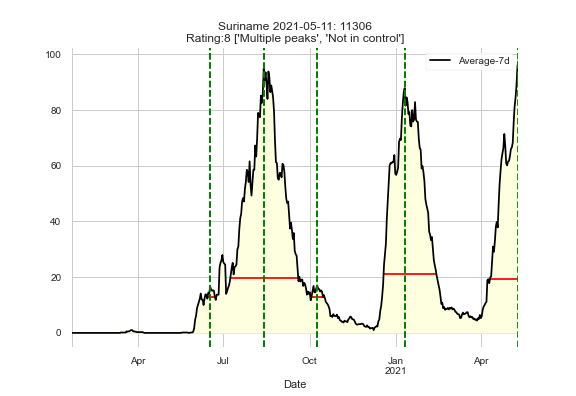 Suriname 2021-05-11: 11306
Rating:8 ['Multiple peaks', 'Not in control']
Average-7d
100
80
60
40
20
0
Apr
Jul
Oct
Jan
2021
Apr
Date